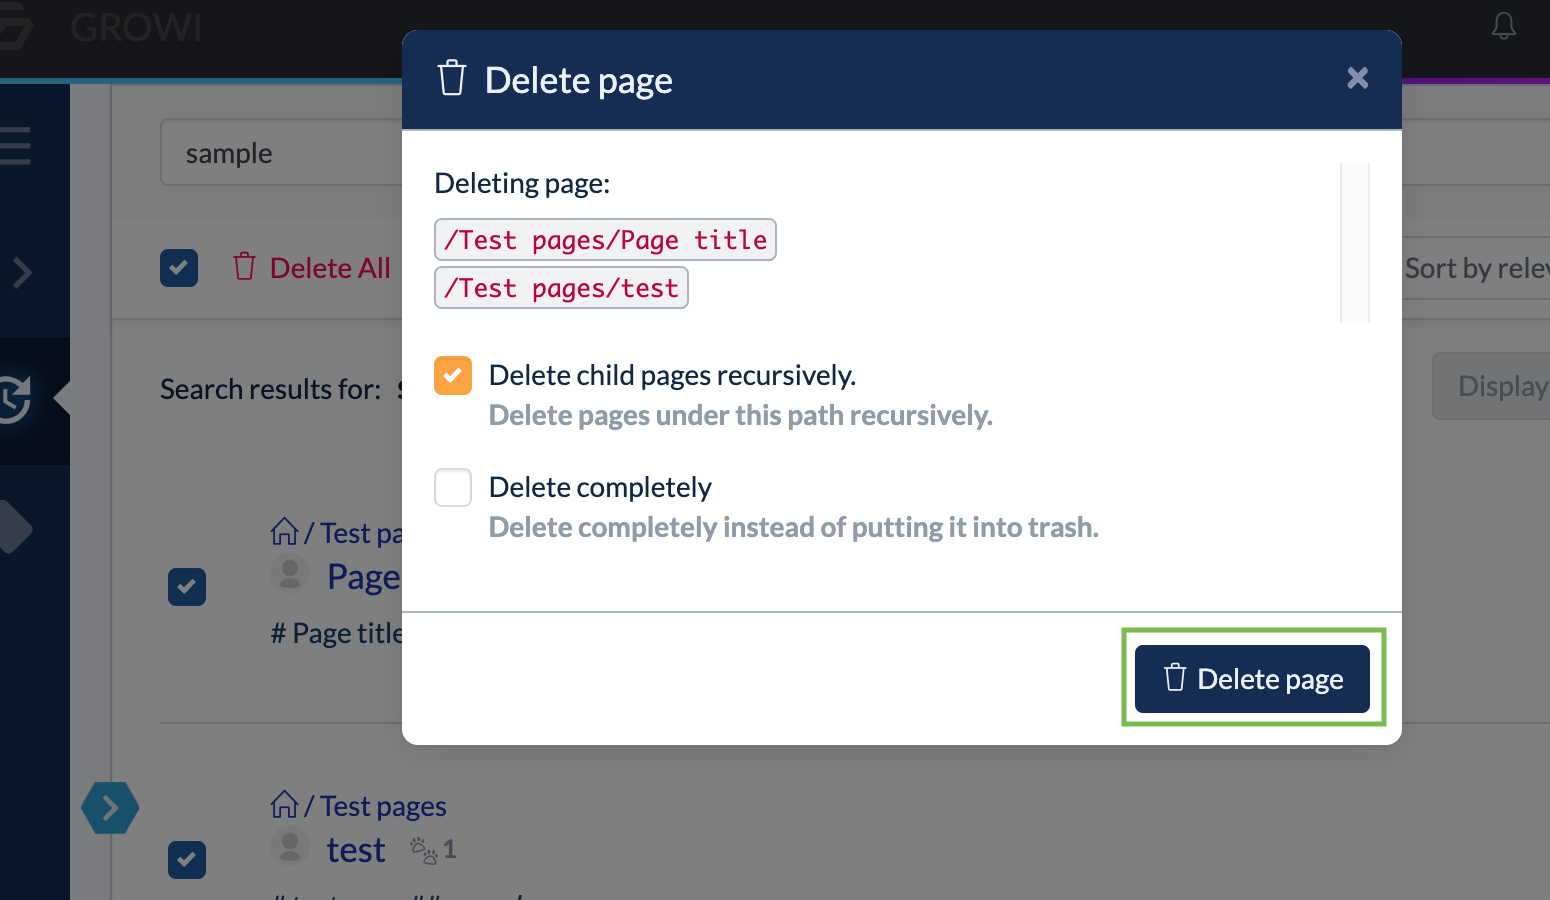 GROWI
Delete page
sample
Deleting page:
/Test pages/Page title
/Test pages/test
Delete All
Sort by rele
Search results for:
Display
Delete child pages recursively.
Delete pages under this path recursively.
Delete completely
Delete completely instead of putting it into trash.
/ Test pa
Page
# Page title
Delete page
/ Test pages
test 1